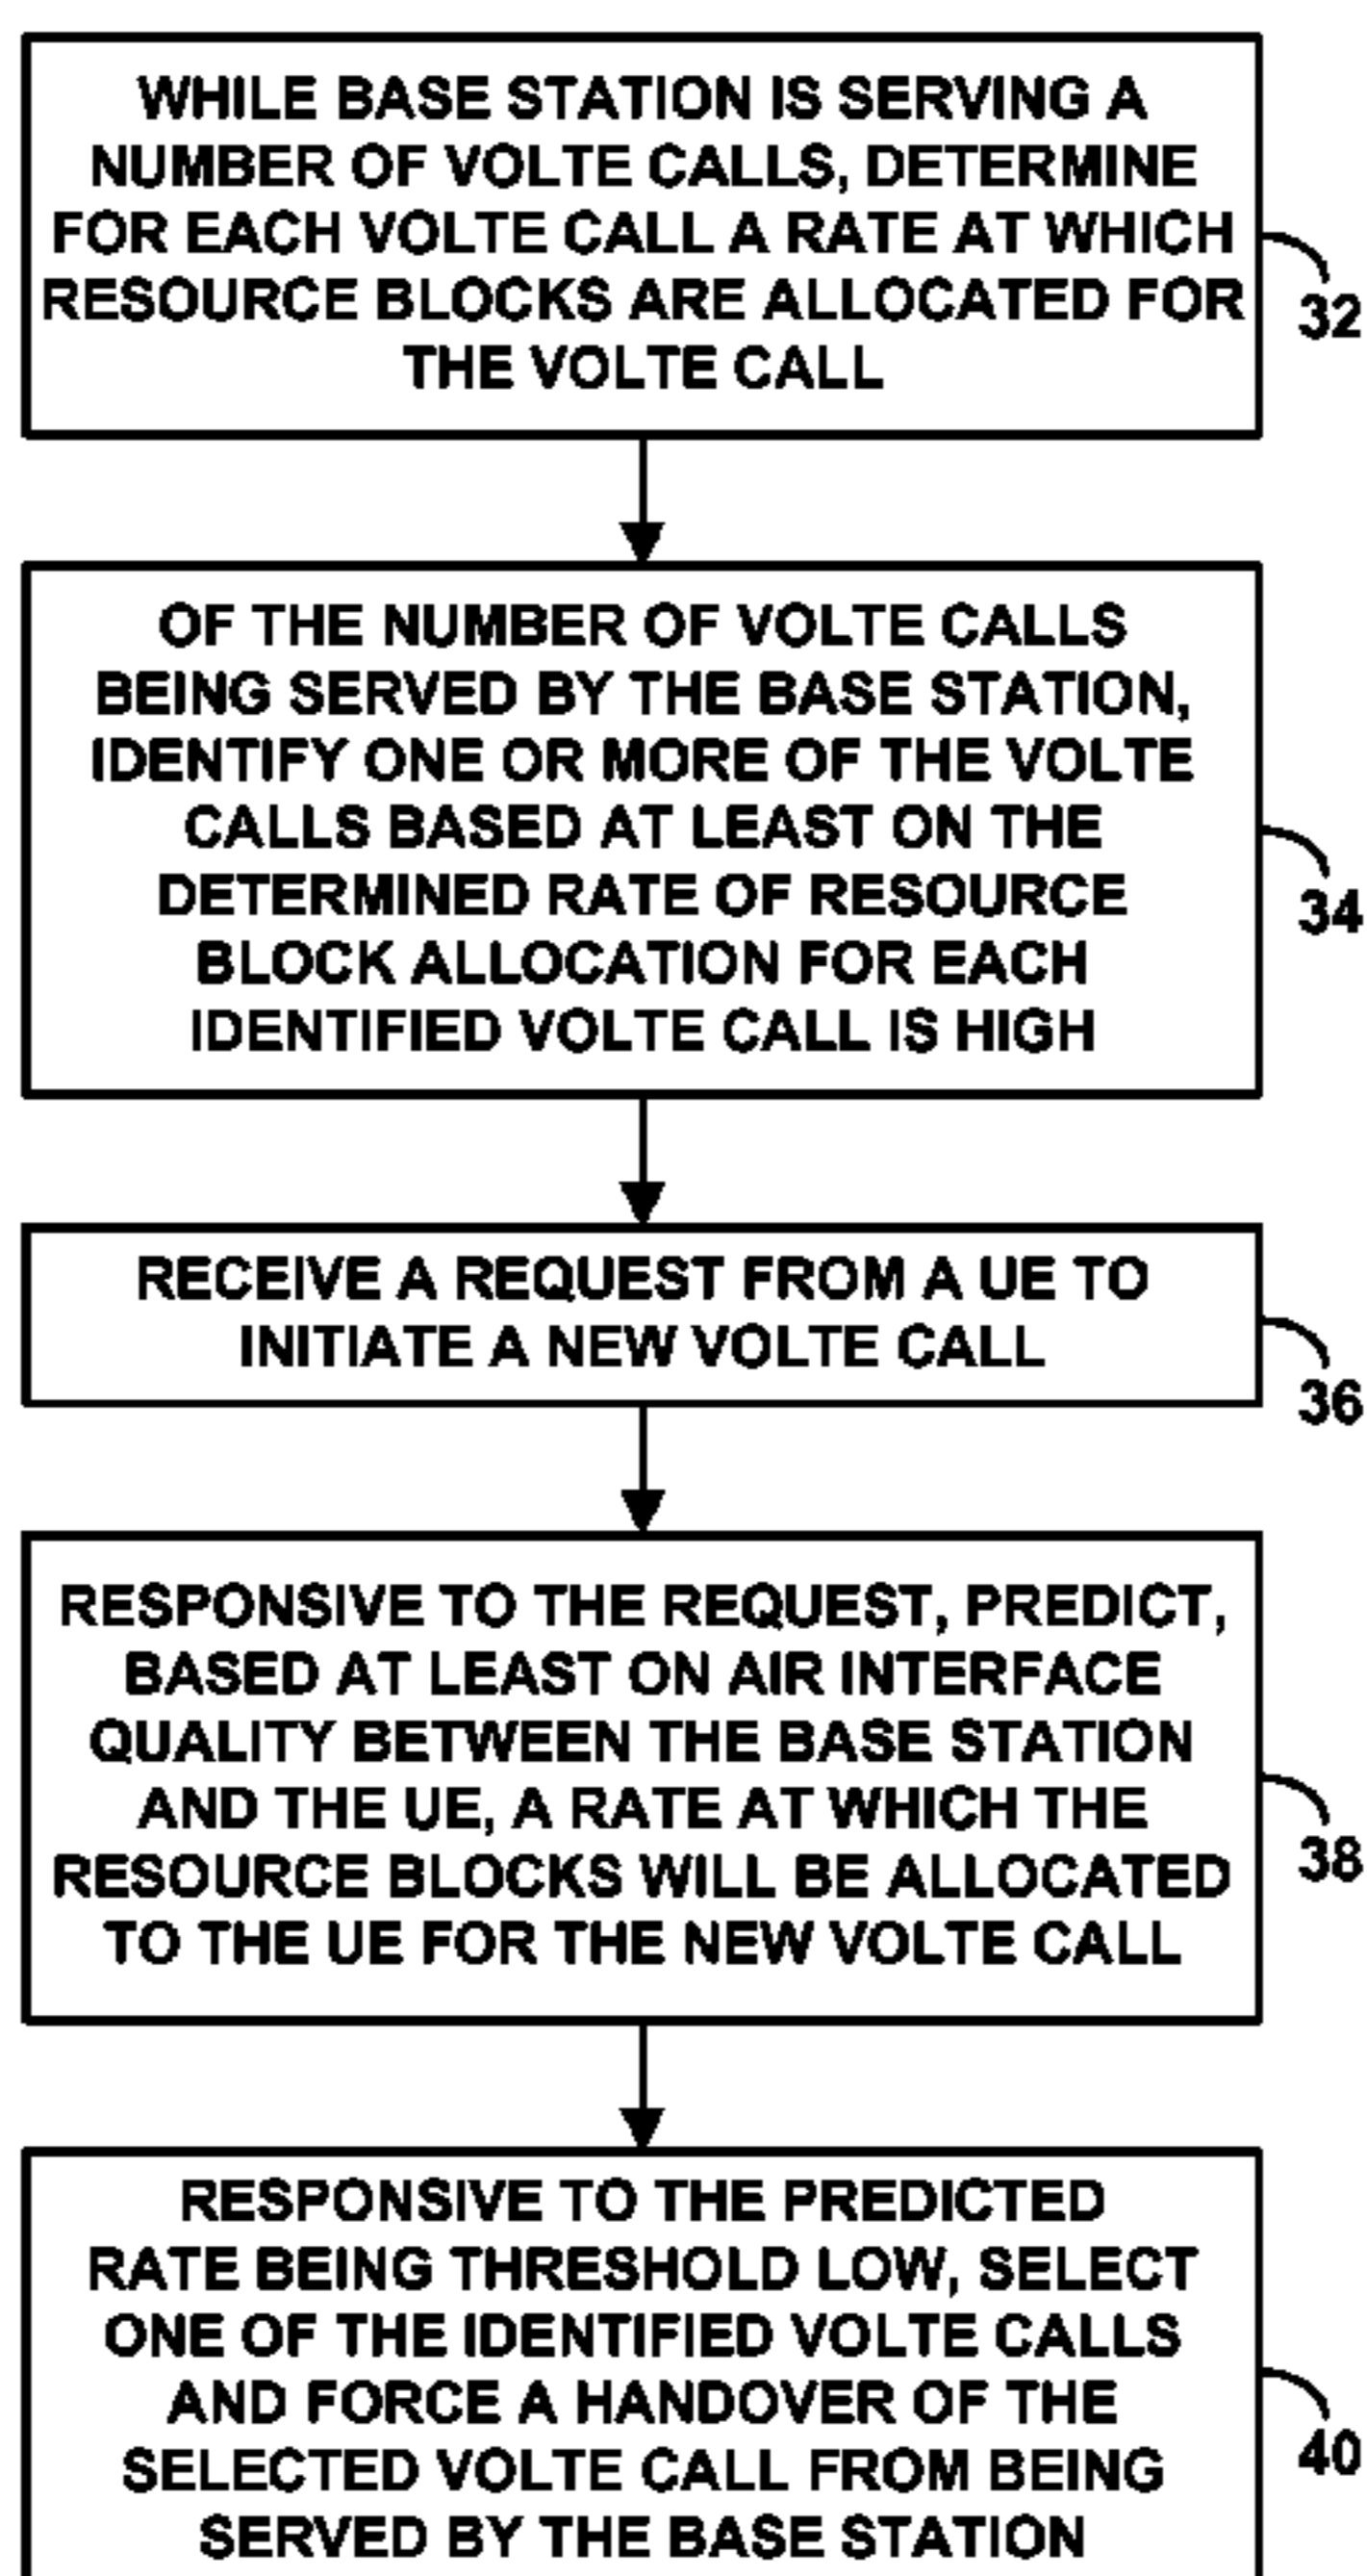 WHILE BASE STATION IS SERVING A
NUMBER OF VOLTE CALLS, DETERMINE
FOR EACH VOLTE CALL A RATE AT WHICH
RESOURCE BLOCKS ARE ALLOCATED FOR
THE VOLTE CALL
32
OF THE NUMBER OF VOLTE CALLS
BEING SERVED BY THE BASE STATION,
IDENTIFY ONE OR MORE OF THE VOLTE
CALLS BASED AT LEAST ON THE
DETERMINED RATE OF RESOURCE
BLOCK ALLOCATION FOR EACH
IDENTIFIED VOLTE CALL IS HIGH
34
RECEIVE A REQUEST FROM A UE TO
INITIATE A NEW VOLTE CALL
36
RESPONSIVE TO THE REQUEST, PREDICT,
BASED AT LEAST ON AIR INTERFACE
QUALITY BETWEEN THE BASE STATION
AND THE UE, A RATE AT WHICH THE
RESOURCE BLOCKS WILL BE ALLOCATED
TO THE UE FOR THE NEW VOLTE CALL
38
RESPONSIVE TO THE PREDICTED
RATE BEING THRESHOLD LOW, SELECT
ONE OF THE IDENTIFIED VOLTE CALLS
AND FORCE A HANDOVER OF THE
SELECTED VOLTE CALL FROM BEING
SERVED BY THE BASE STATION
40